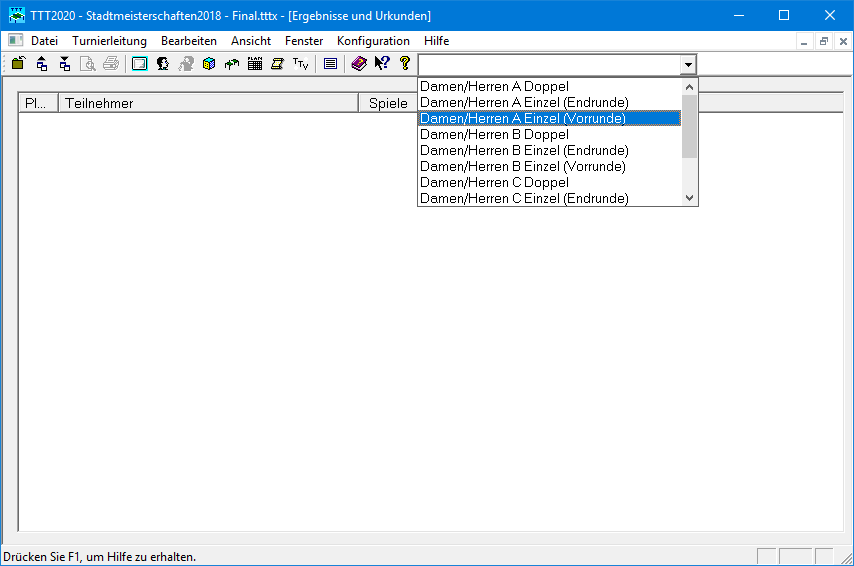 TTT2020 - Stadtmeisterschaften2018 - Final.tttx - [Ergebnisse und Urkunden]
Datei Turnierleitung Bearbeiten Ansicht Fenster Konfiguration Hilfe
Pl... Teilnehmer Spiele
Damen/Herren A Doppel
Damen/Herren A Einzel (Endrunde)
Damen/Herren A Einzel (Vorrunde)
Damen/Herren B Doppel
Damen/Herren B Einzel (Endrunde)
Damen/Herren B Einzel (Vorrunde)
Damen/Herren C Doppel
Damen/Herren C Einzel (Endrunde)
Drücken Sie F1, um Hilfe zu erhalten.